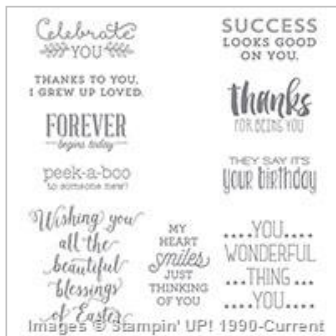 Celebrate
YOU
THANKS TO YOU,
I GREW UP LOVED.
FOREVER
begins today
peek-a-boo
to someone new!
Wishing you
all the
beautiful
blessings
of Easter
MY
HEART
smiles
JUST
THINKING
OF YOU
SUCCESS
LOOKS GOOD
ON YOU.
thanks
FOR BEING YOU
THEY SAY IT'S
your birthday
....YOU....
WONDERFUL
...THING...
....YOU....
Images © Stampin' UP! 1990-Current